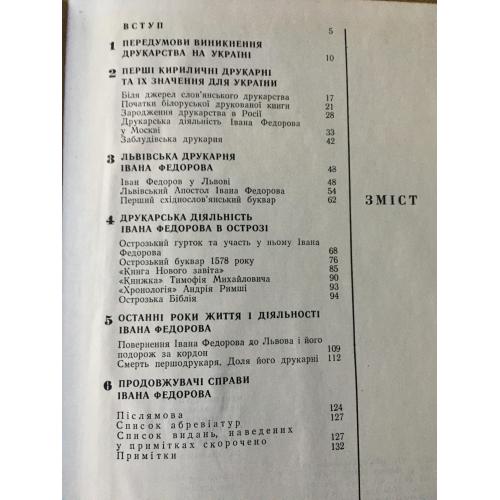 ВСТУП 5
1 ПЕРЕДУМОВИ ВИНИКНЕННЯ
ДРУКАРСТВА НА УКРАЇНІ 10
2 ПЕРШІ КИРИЛИЧНІ ДРУКАРНІ
ТА ЇХ ЗНАЧЕННЯ ДЛЯ УКРАЇНИ
Біля джерел слов'янського друкарства 17
Початки білоруської друкованої книги 21
Зародження друкарства в Росії 28
Друкарська діяльність Івана Федорова
у Москві 33
Заблудівська друкарня 42
3 ЛЬВІВСЬКА ДРУКАРНЯ
ІВАНА ФЕДОРОВА 48
Іван Федоров у Львові 48
Львівський Апостол Івана Федорова 54
Перший східнослов'янський буквар 62
ЗМІСТ
4 ДРУКАРСЬКА ДІЯЛЬНІСТЬ
ІВАНА ФЕДОРОВА В ОСТРОЗІ
Острозький гурток та участь у ньому Івана
Федорова 68
Острозький буквар 1578 року 76
«Книга Нового завіта» 85
«Книжка» Тимофія Михайловича 90
«Хронологія» Андрія Римші 93
Острозька Біблія 94
5 ОСТАННІ РОКИ ЖИТТЯ І ДІЯЛЬНОСТІ
ІВАНА ФЕДОРОВА
Повернення Івана Федорова до Львова і його
подорож за кордон 109
Смерть першодрукаря. Доля його друкарні 112
6 ПРОДОВЖУВАЧІ СПРАВИ
ІВАНА ФЕДОРОВА
Післямова 124
Список абревіатур 127
Список видань, наведених
у примітках скорочено 127
Примітки 132